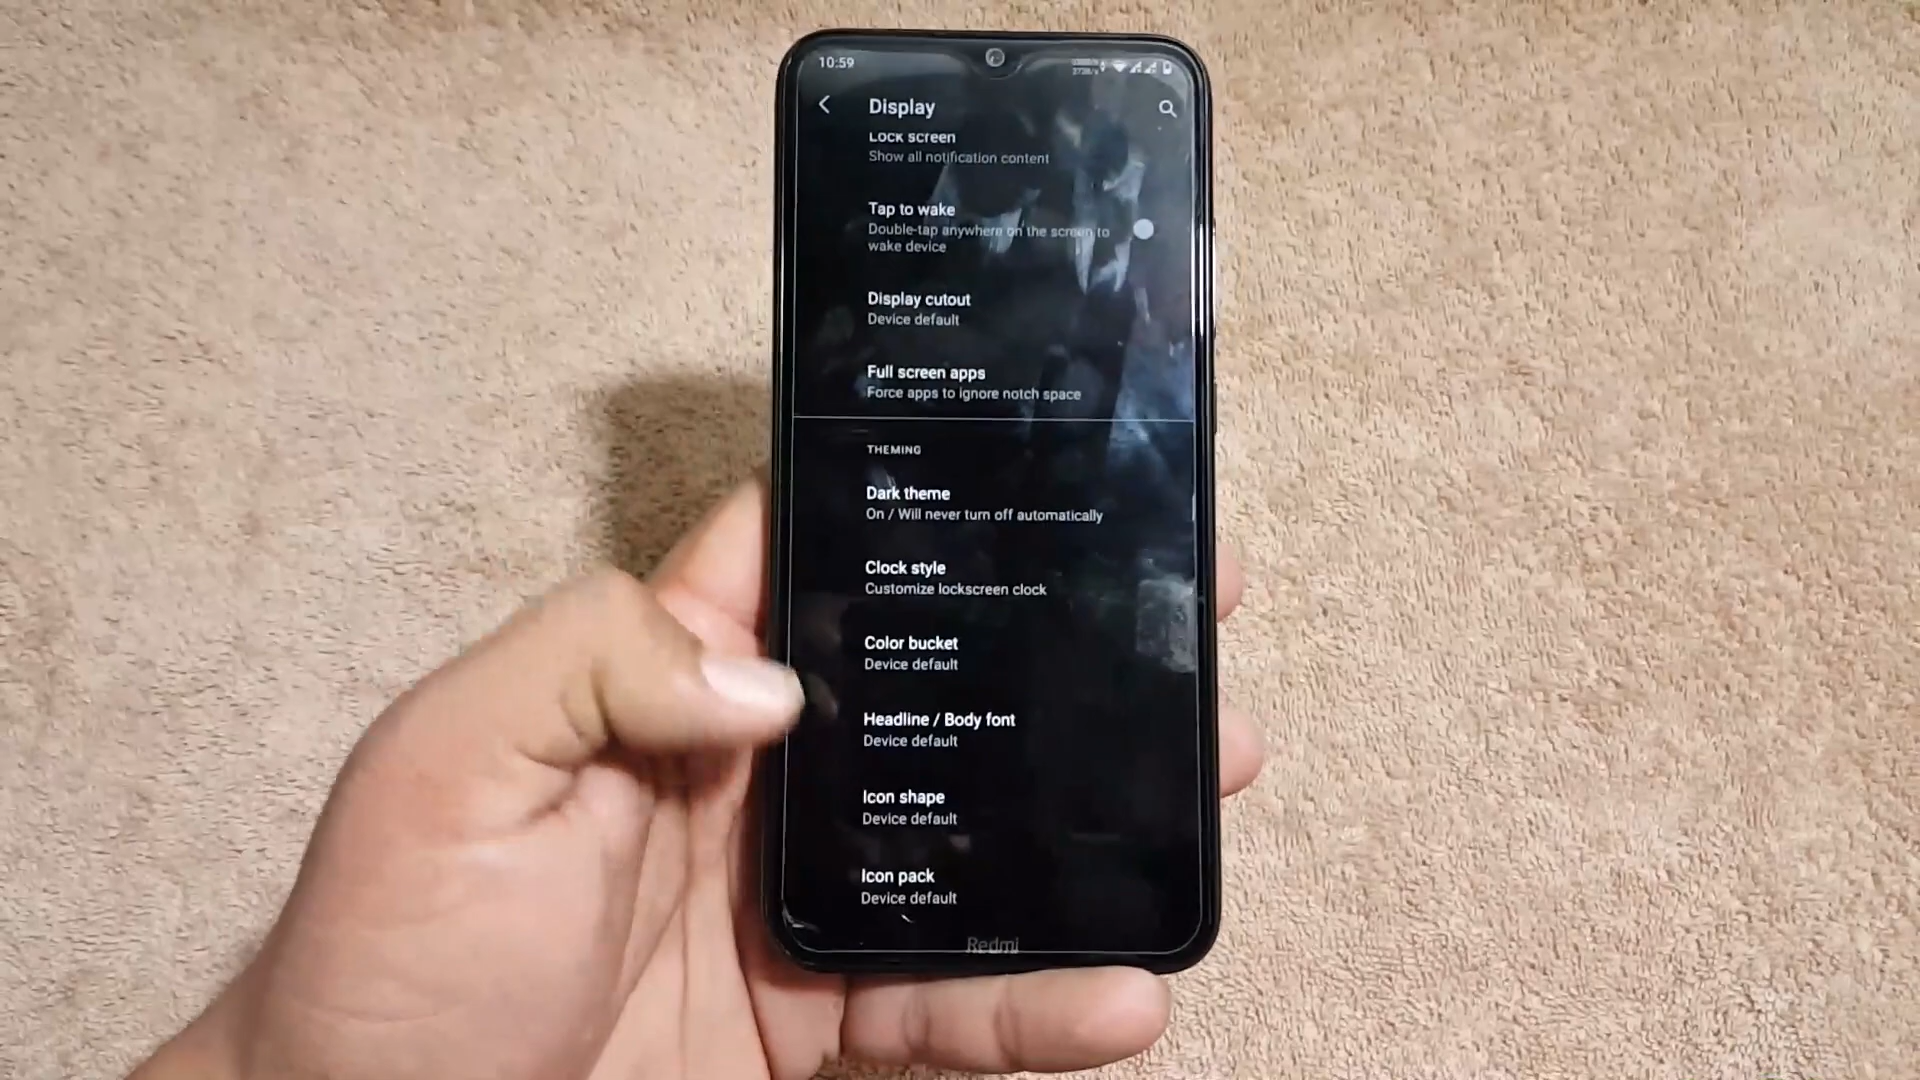 10:59
Display
Lock screen
Show all notification content
Tap to wake
Double-tap anywhere on the screen to
wake device
Display cutout
Device default
Full screen apps
Force apps to ignore notch space
THEMING
Dark theme
On / Will never turn off automatically
Clock style
Customize lockscreen clock
Color bucket
Device default
Headline / Body font
Device default
Icon shape
Device default
Icon pack
Device default
Redmi